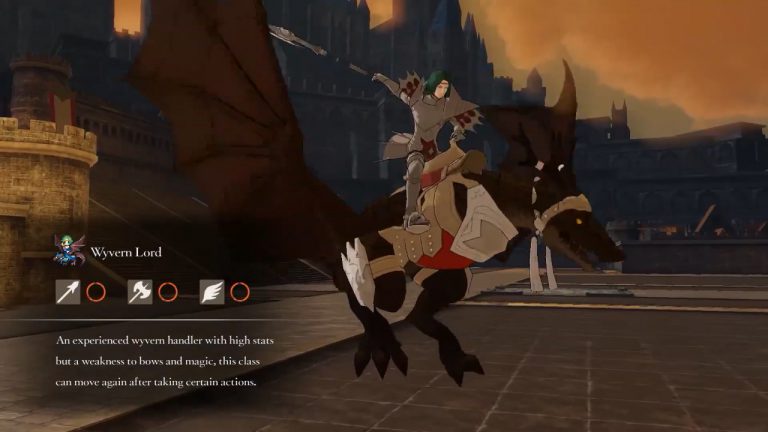 Wyvern Lord
An experienced wyvern handler with high stats
but a weakness to bows and magic, this class
can move again after taking certain actions.